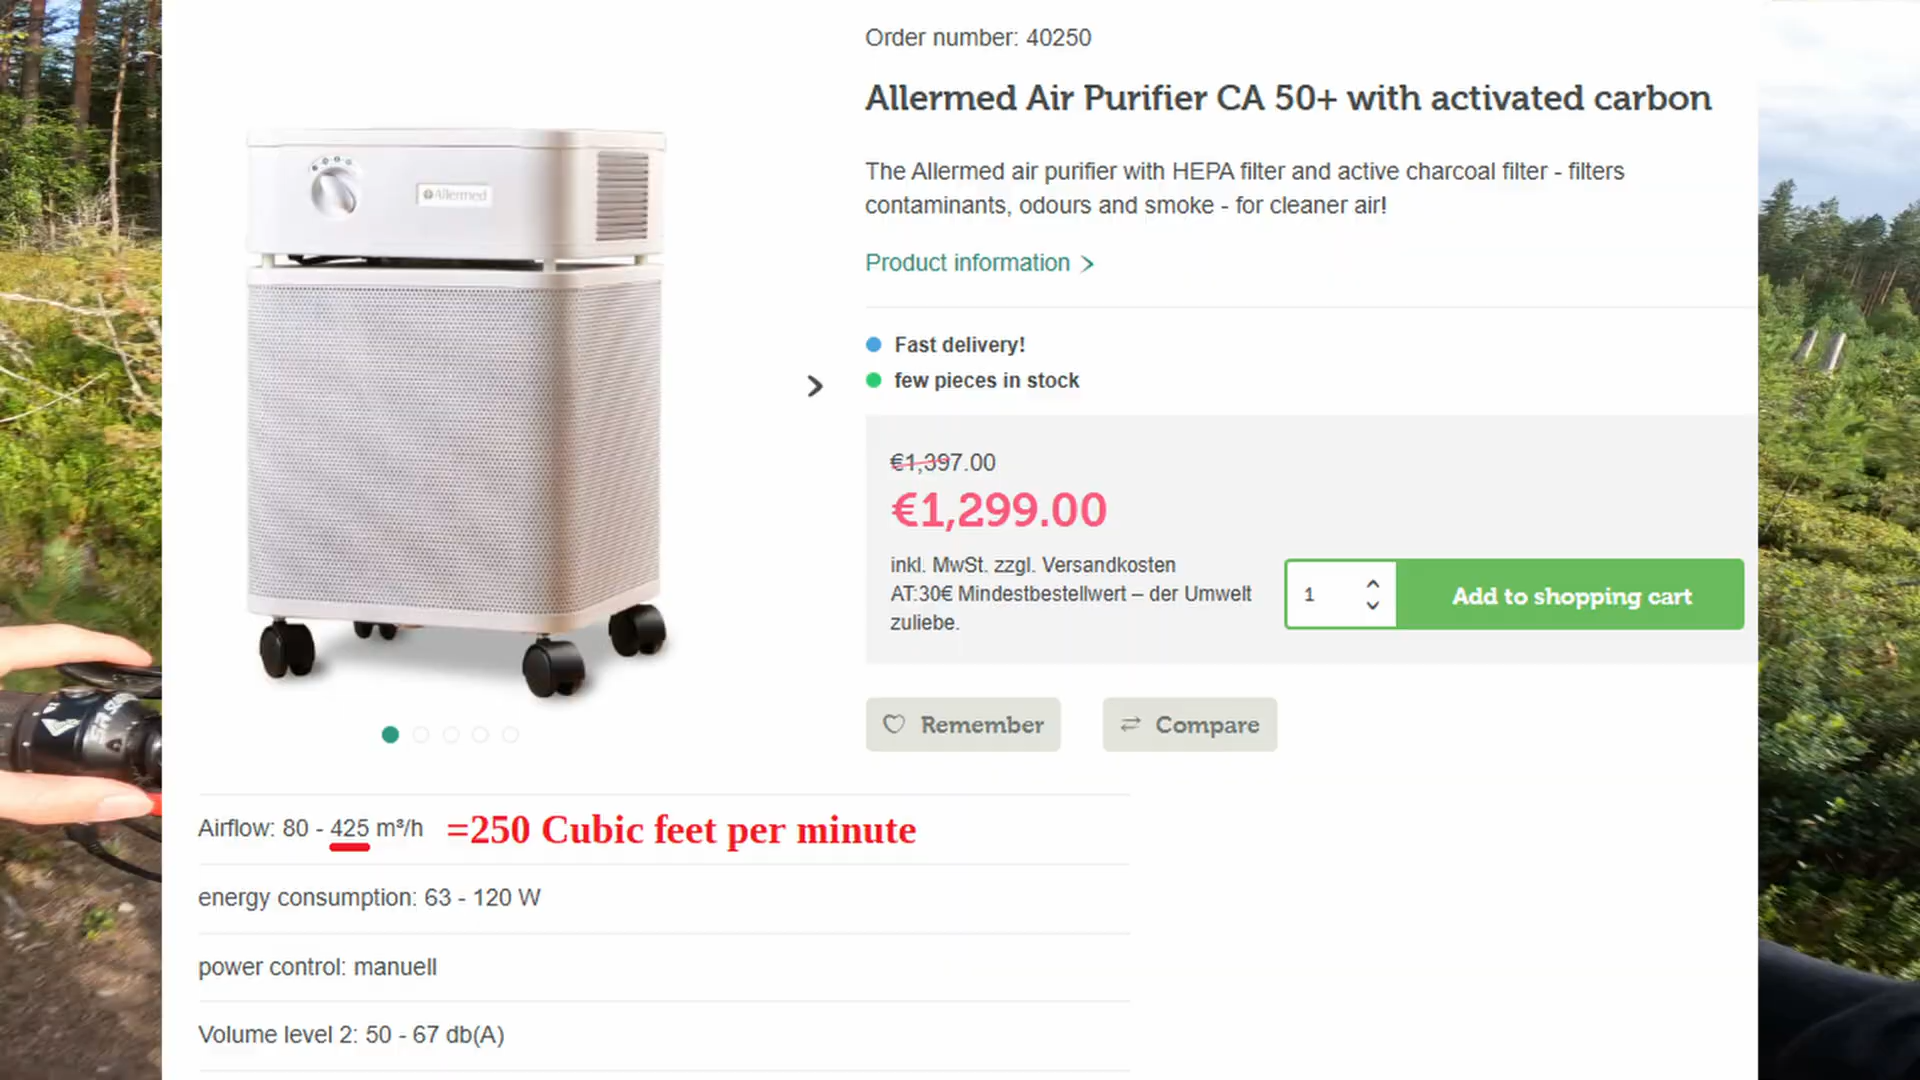 Order number: 40250
Allermed Air Purifier CA 50+ with activated carbon
The Allermed air purifier with HEPA filter and active charcoal filter - filters
contaminants, odours and smoke - for cleaner air!
Product information
Allermed
Fast delivery!
few pieces in stock
€1,397.00
€1,299.00
inkl. MwSt. zzgl. Versandkosten
AT:30€ Mindestbestellwert – der Umwelt
zuliebe.
1
Add to shopping cart
Remember
Compare
Airflow: 80 - 425 m³/h =250 Cubic feet per minute
energy consumption: 63 - 120 W
power control: manuell
Volume level 2: 50 - 67 db(A)